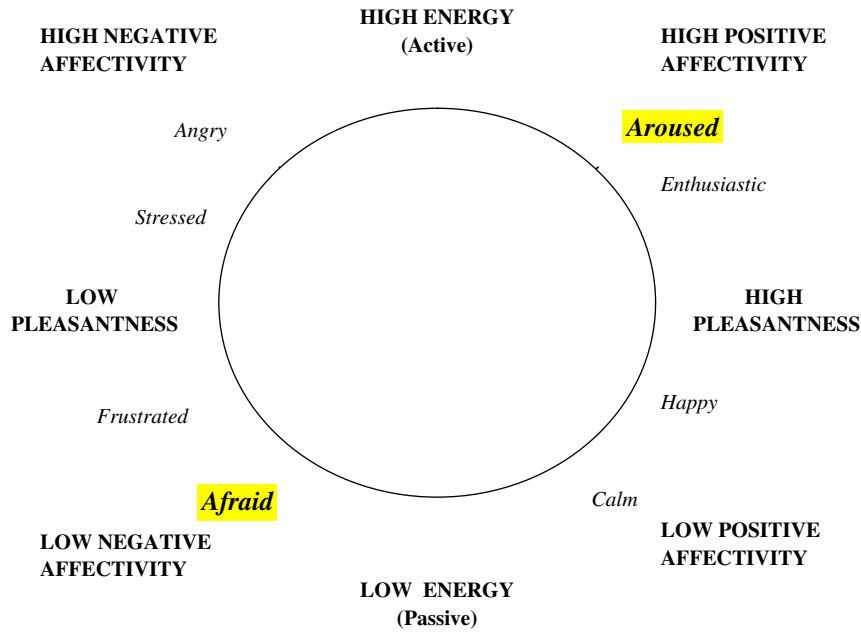 HIGH ENERGY
(Active)
HIGH NEGATIVE
AFFECTIVITY
HIGH POSITIVE
AFFECTIVITY
Angry
Aroused
Enthusiastic
Stressed
LOW
PLEASANTNESS
HIGH
PLEASANTNESS
Frustrated
Happy
Afraid
Calm
LOW NEGATIVE
AFFECTIVITY
LOW POSITIVE
AFFECTIVITY
LOW ENERGY
(Passive)